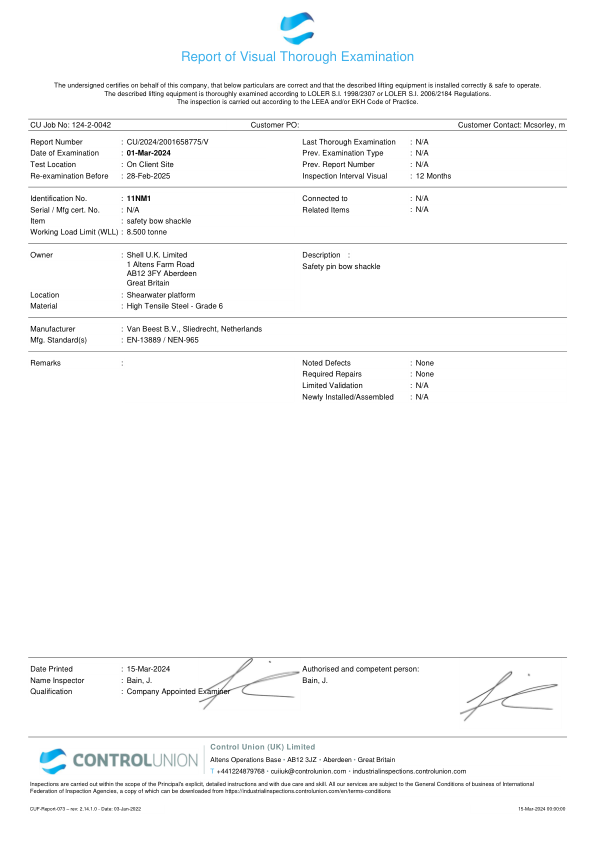 Report of Visual Thorough Examination
The undersigned certifies on behalf of this company, that below particulars are correct and that the described lifting equipment is installed correctly & safe to operate.
The described lifting equipment is thoroughly examined according to LOLER S.I. 1998/2307 or LOLER S.I. 2006/2184 Regulations.
The inspection is carried out according to the LEEA and/or EKH Code of Practice.
CU Job No: 124-2-0042 Customer PO: Customer Contact: Mcsorley, m
Report Number : CU/2024/2001658775/V Last Thorough Examination : N/A
Date of Examination : 01-Mar-2024 Prev. Examination Type : N/A
Test Location : On Client Site Prev. Report Number : N/A
Re-examination Before : 28-Feb-2025 Inspection Interval Visual : 12 Months
Identification No. : 11NM1 Connected to : N/A
Serial / Mfg cert. No. : N/A Related Items : N/A
Item : safety bow shackle
Working Load Limit (WLL) : 8.500 tonne
Owner : Shell U.K. Limited Description :
1 Altens Farm Road Safety pin bow shackle
AB12 3FY Aberdeen
Great Britain
Location : Shearwater platform
Material : High Tensile Steel - Grade 6
Manufacturer : Van Beest B.V., Sliedrecht, Netherlands
Mfg. Standard(s) : EN-13889 / NEN-965
Remarks : Noted Defects : None
Required Repairs : None
Limited Validation : N/A
Newly Installed/Assembled : N/A
Date Printed : 15-Mar-2024 Authorised and competent person:
Name Inspector : Bain, J. Bain, J.
Qualification : Company Appointed Examiner
CONTROLUNION
Control Union (UK) Limited
Altens Operations Base · AB12 3JZ · Aberdeen · Great Britain
T +441224879768 · cuiiuk@controlunion.com · industrialinspections.controlunion.com
Inspections are carried out within the scope of the Principal's explicit, detailed instructions and with due care and skill. All our services are subject to the General Conditions of business of International
Federation of Inspection Agencies, a copy of which can be downloaded from https://industrialinspections.controlunion.com/en/terms-conditions
CUF-Report-073 – rev: 2.14.1.0 - Date: 03-Jun-2022 15-Mar-2024 00:00:00